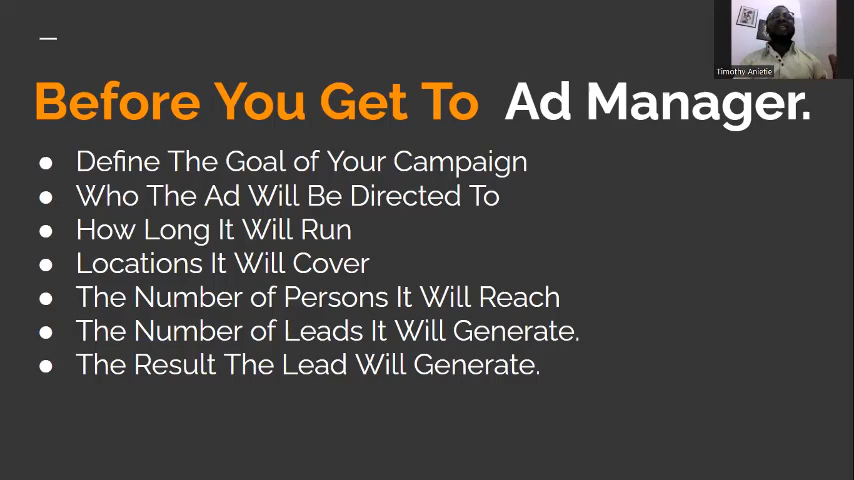 Timothy Anietie
Before You Get To Ad Manager.
● Define The Goal of Your Campaign
● Who The Ad Will Be Directed To
● How Long It Will Run
● Locations It Will Cover
● The Number of Persons It Will Reach
● The Number of Leads It Will Generate.
● The Result The Lead Will Generate.